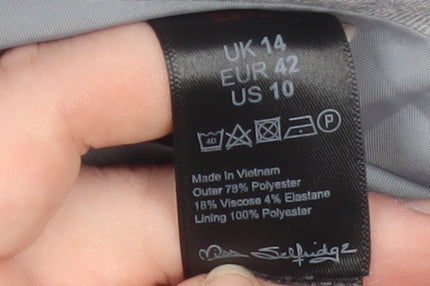 UK 14
EUR 42
US 10
40 P
Made in Vietnam
Outer 78% Polyester
18% Viscose 4% Elastane
Lining 100% Polyester
Miss Selfridge